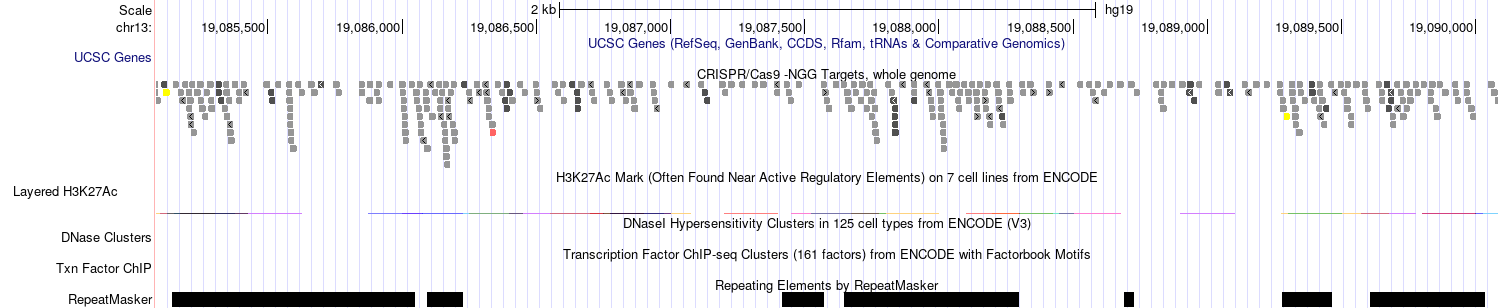 Scale 2 kb hg19
chr13: 19,085,500 19,086,000 19,086,500 19,087,000 19,087,500 19,088,000 19,088,500 19,089,000 19,089,500 19,090,000
UCSC Genes (RefSeq, GenBank, CCDS, Rfam, tRNAs & Comparative Genomics)
UCSC Genes
CRISPR/Cas9 -NGG Targets, whole genome
H3K27Ac Mark (Often Found Near Active Regulatory Elements) on 7 cell lines from ENCODE
Layered H3K27Ac
DNaseI Hypersensitivity Clusters in 125 cell types from ENCODE (V3)
DNase Clusters
Transcription Factor ChIP-seq Clusters (161 factors) from ENCODE with Factorbook Motifs
Txn Factor ChIP
Repeating Elements by RepeatMasker
RepeatMasker